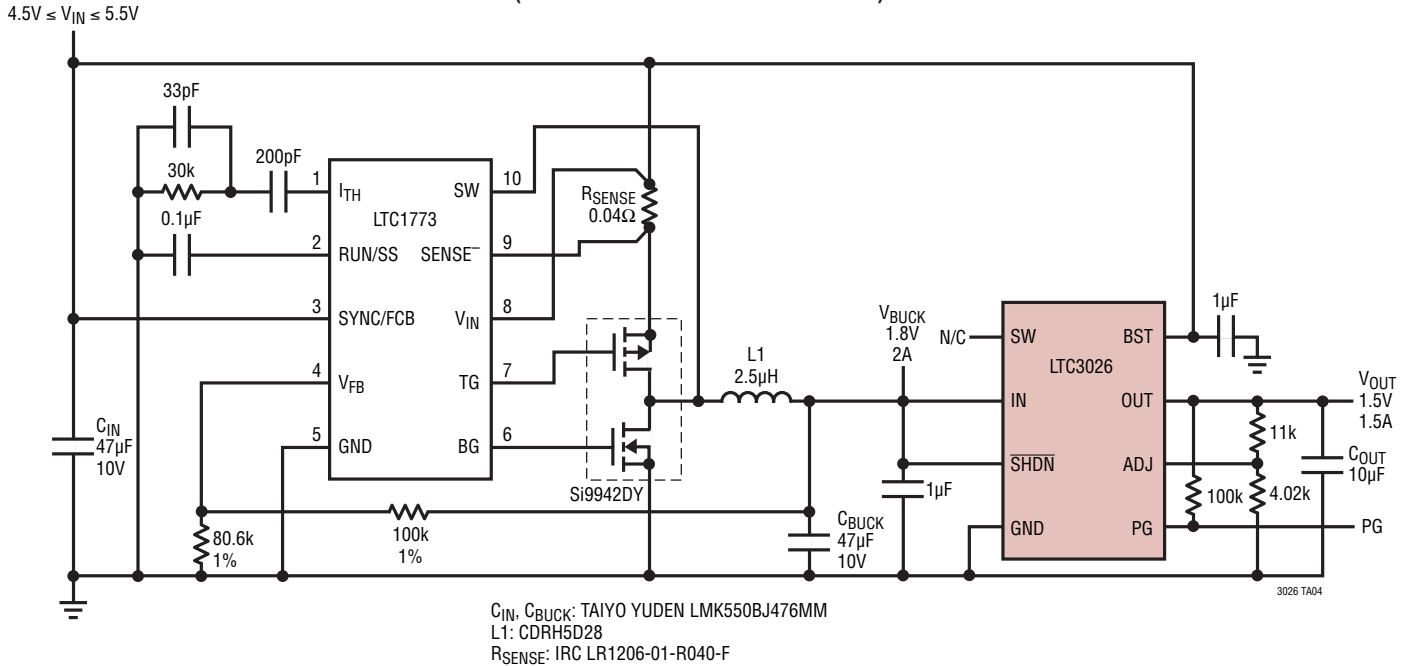 4.5V ≤ VIN ≤ 5.5V
33pF
30k
200pF
0.1µF
1
ITH
LTC1773
SW
10
2
RUN/SS
SENSE–
9
3
SYNC/FCB
VIN
8
4
VFB
TG
7
5
GND
BG
6
RSENSE
0.04Ω
Si9942DY
CIN
47µF
10V
80.6k
1%
100k
1%
L1
2.5µH
CBUCK
47µF
10V
VBUCK
1.8V
2A
1µF
N/C
SW
BST
LTC3026
IN
OUT
SHDN
ADJ
GND
PG
1µF
VOUT
1.5V
1.5A
11k
COUT
10µF
100k
4.02k
PG
3026 TA04
CIN, CBUCK: TAIYO YUDEN LMK550BJ476MM
L1: CDRH5D28
RSENSE: IRC LR1206-01-R040-F